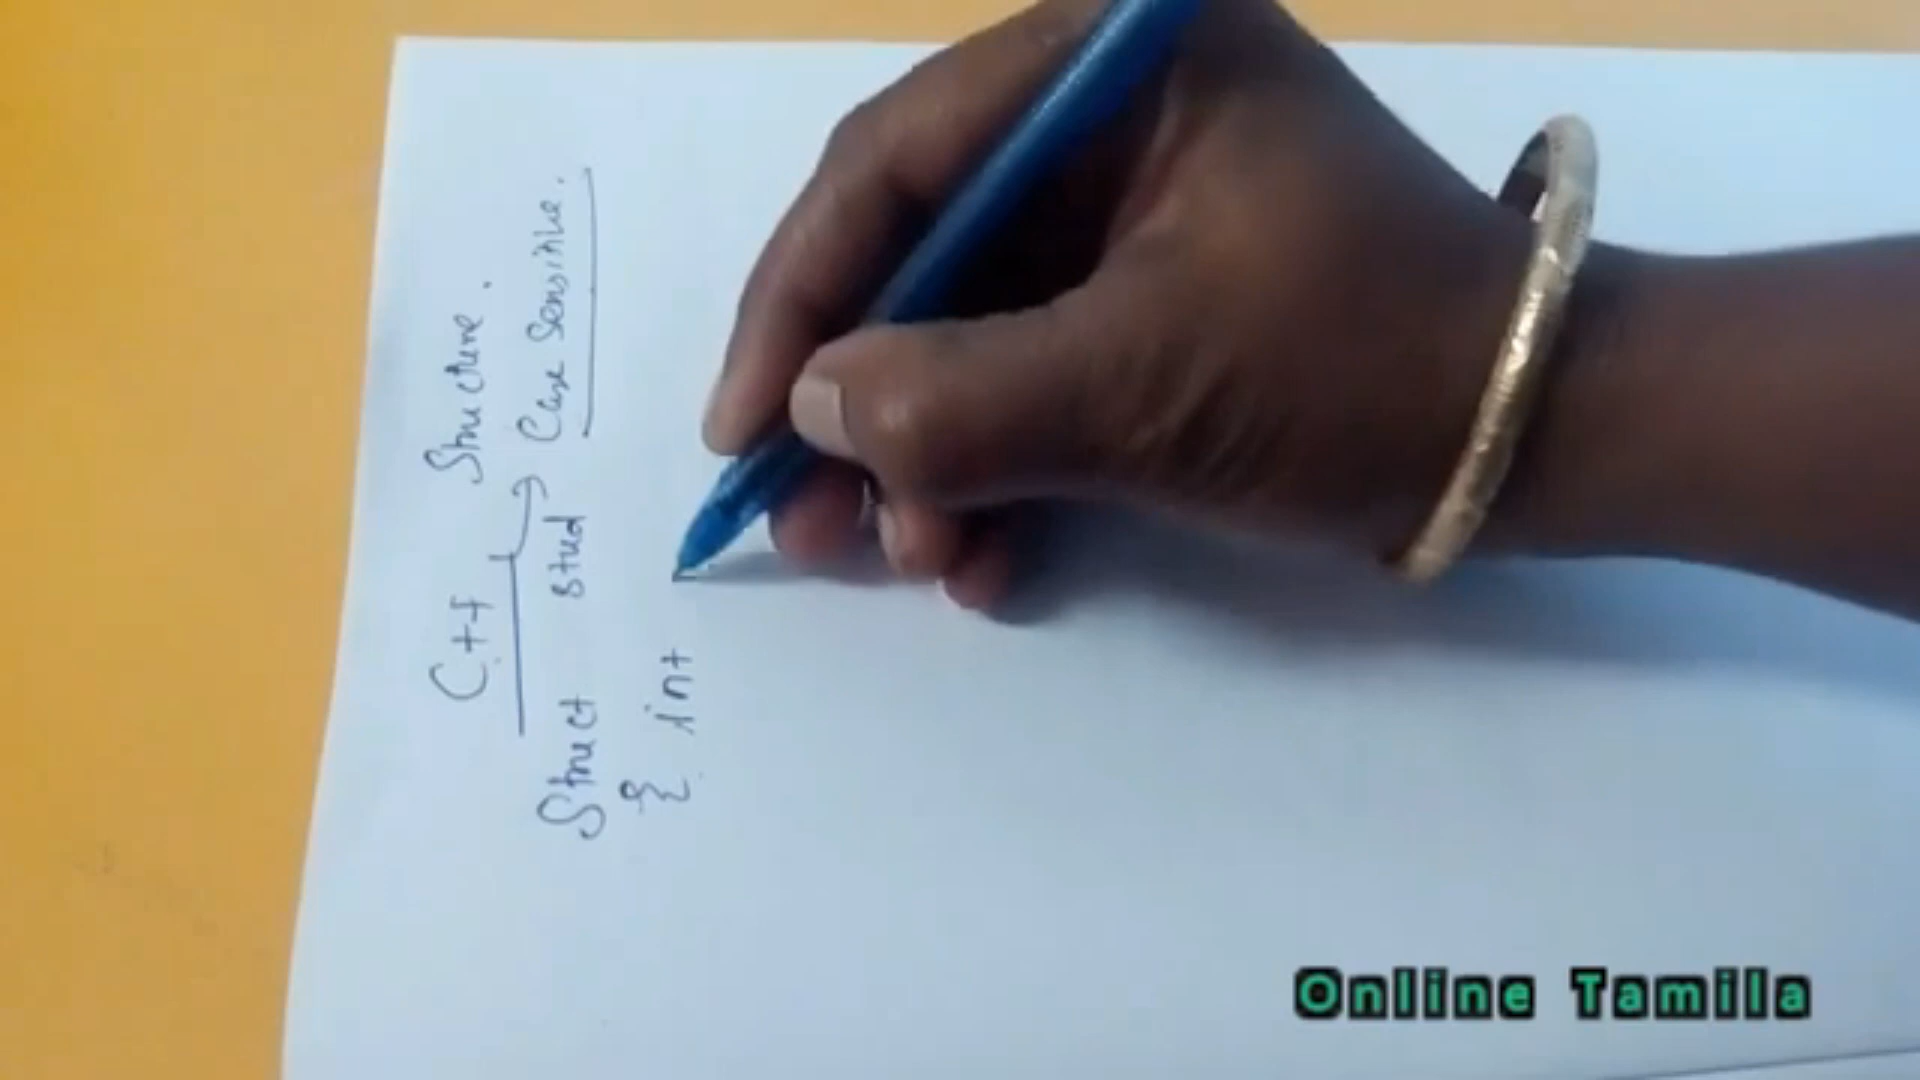 C++ Structure.
Case Sensitive.
Struct stud
{ int
Online Tamila